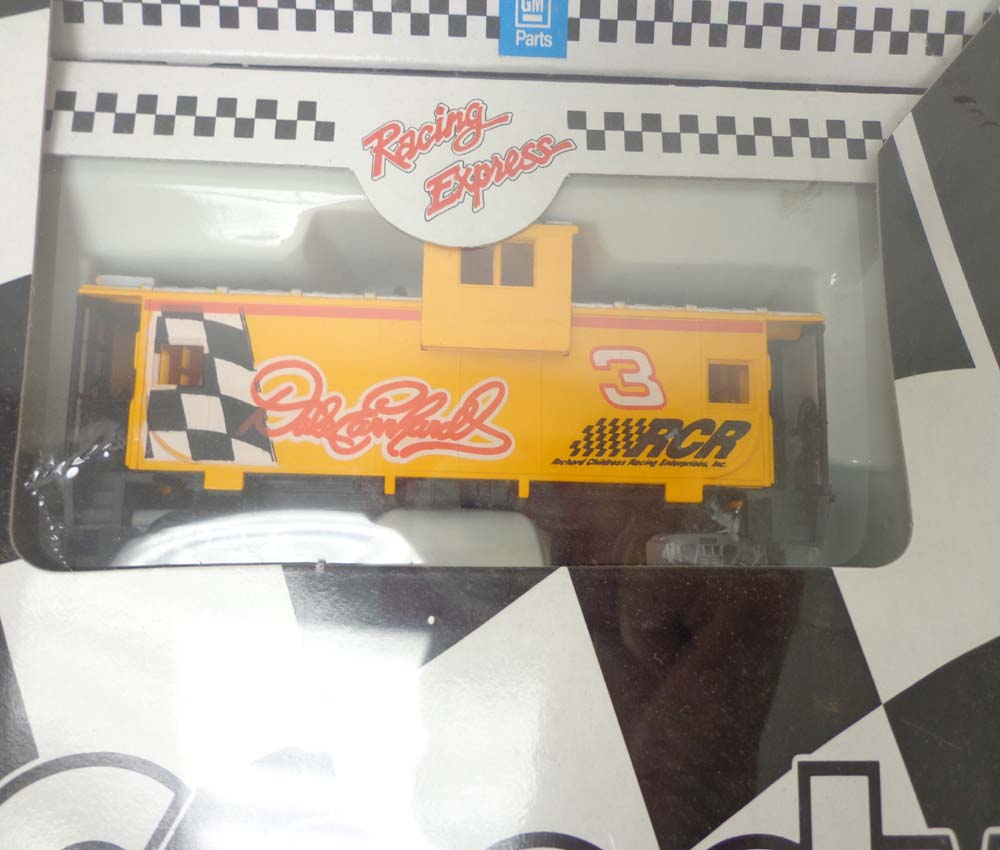 GM
Parts
Racing
Express
Dale Earnhardt
3
RCR
Richard Childress Racing Enterprises, Inc.